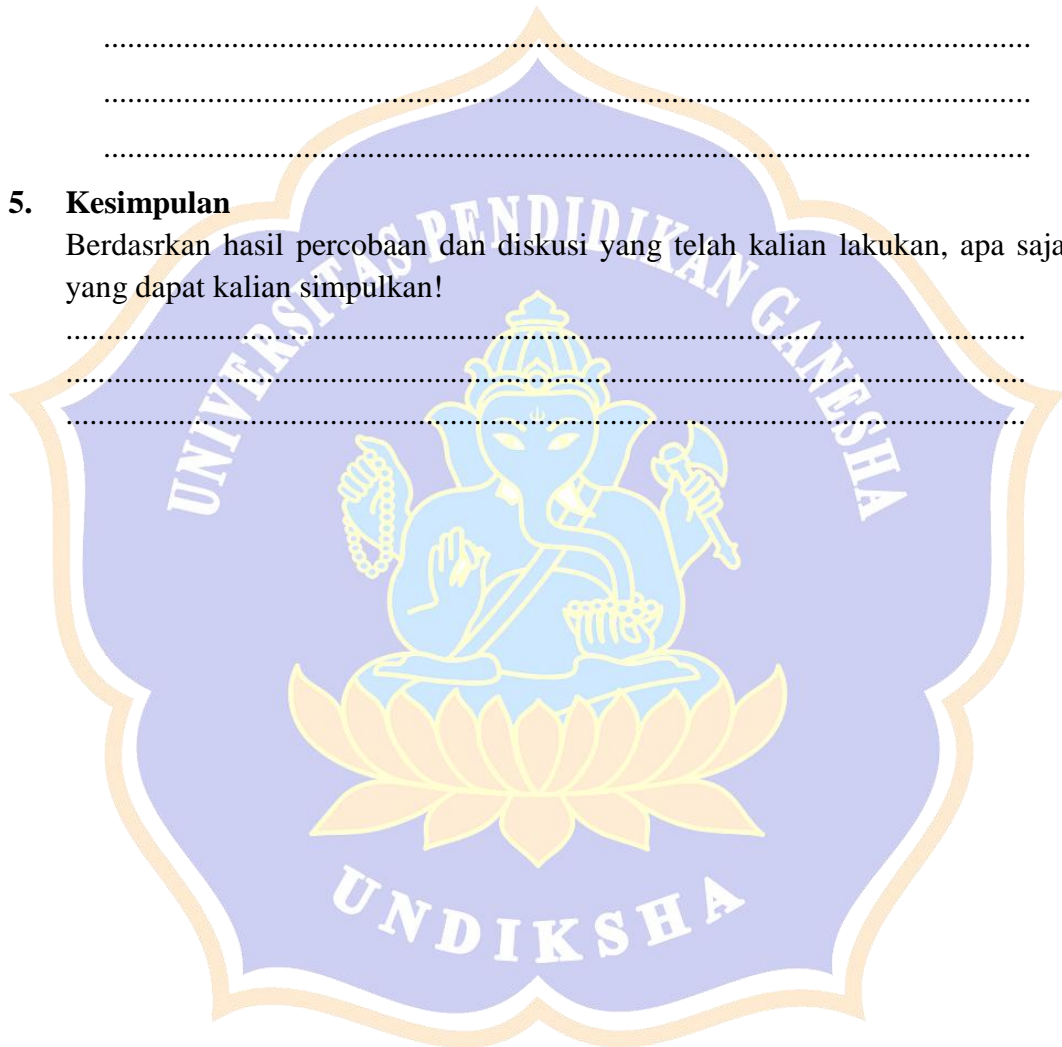 ..........................................................................................................................
..........................................................................................................................
..........................................................................................................................
5. Kesimpulan
Berdasrkan hasil percobaan dan diskusi yang telah kalian lakukan, apa saja
yang dapat kalian simpulkan!
..........................................................................................................................
..........................................................................................................................
..........................................................................................................................
UNIVERSITAS PENDIDIKAN GANESHA
UNDIKSHA